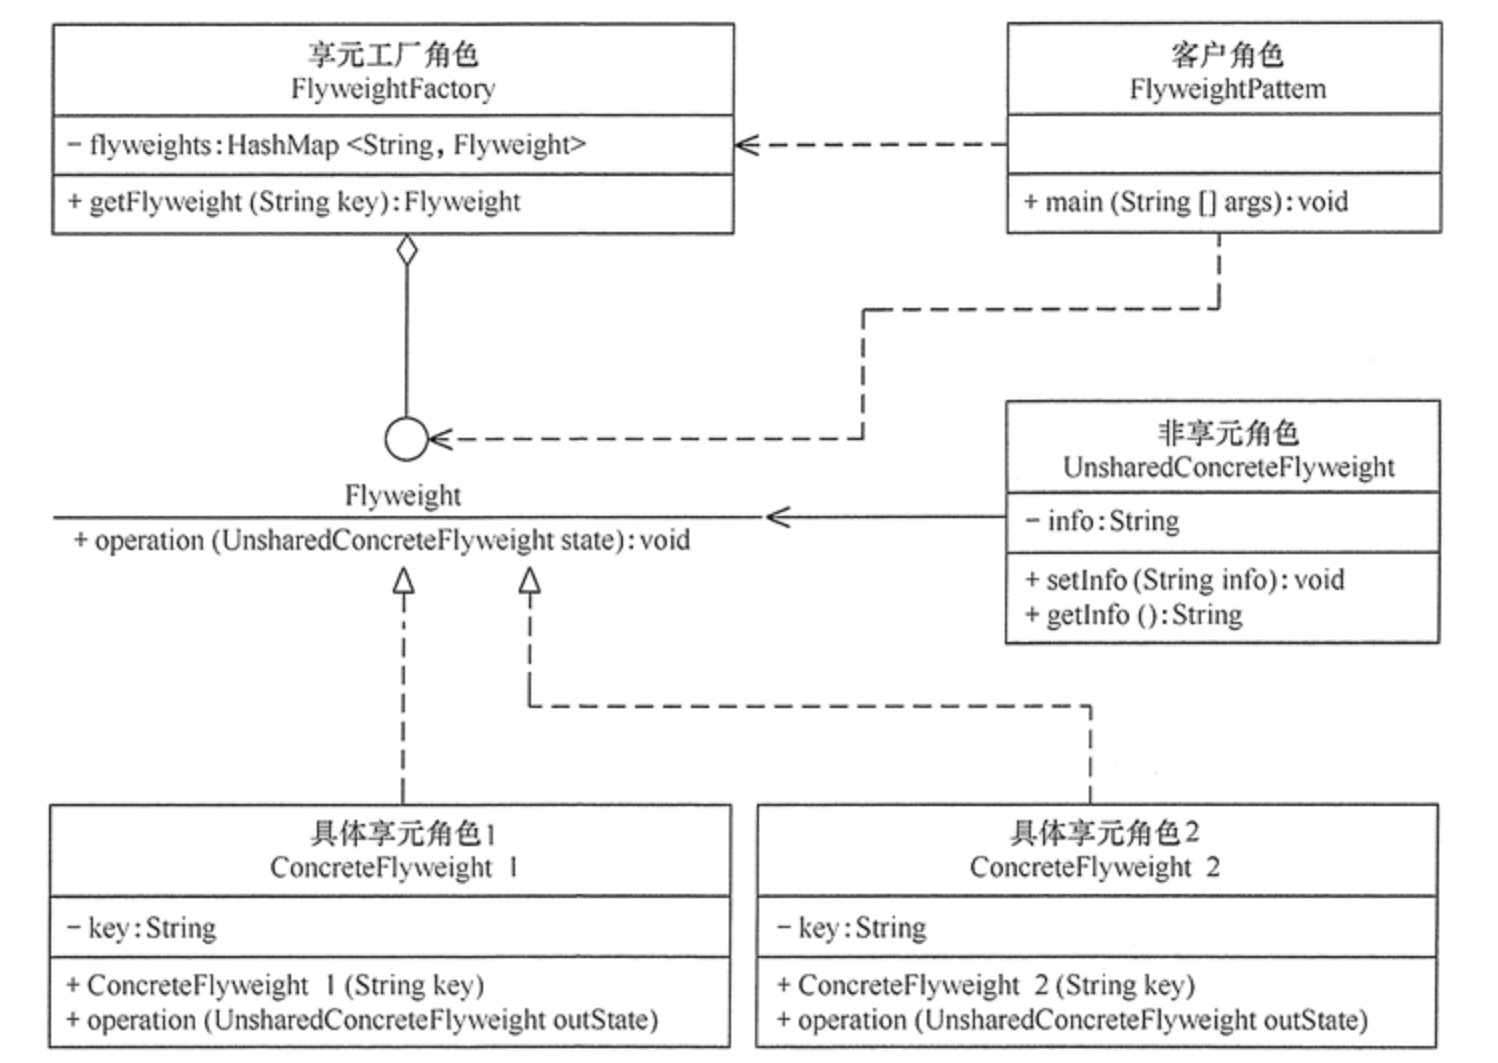 享元工厂角色
FlyweightFactory
− flyweights:HashMap <String, Flyweight>
+ getFlyweight (String key):Flyweight
客户角色
FlyweightPattem
+ main (String [] args):void
非享元角色
UnsharedConcreteFlyweight
− info:String
+ setInfo (String info):void
+ getInfo ():String
Flyweight
+ operation (UnsharedConcreteFlyweight state):void
具体享元角色1
ConcreteFlyweight 1
− key:String
+ ConcreteFlyweight 1 (String key)
+ operation (UnsharedConcreteFlyweight outState)
具体享元角色2
ConcreteFlyweight 2
− key:String
+ ConcreteFlyweight 2 (String key)
+ operation (UnsharedConcreteFlyweight outState)